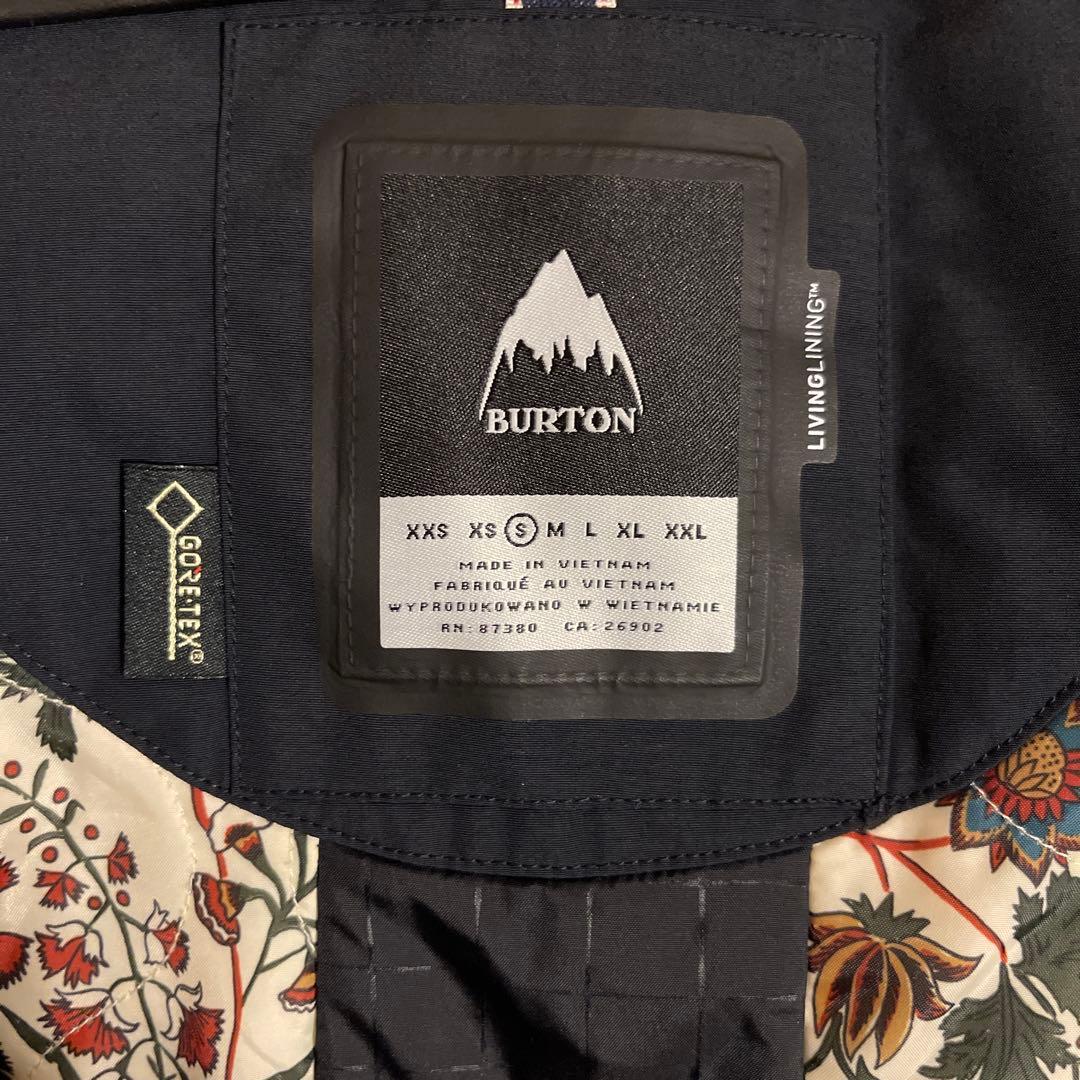 BURTON
XXS XS S M L XL XXL
MADE IN VIETNAM
FABRIQUÉ AU VIETNAM
WYPRODUKOWANO W WIETNAMIE
RN: 87380 CA: 26902
LIVINGLINING™
GORE-TEX®